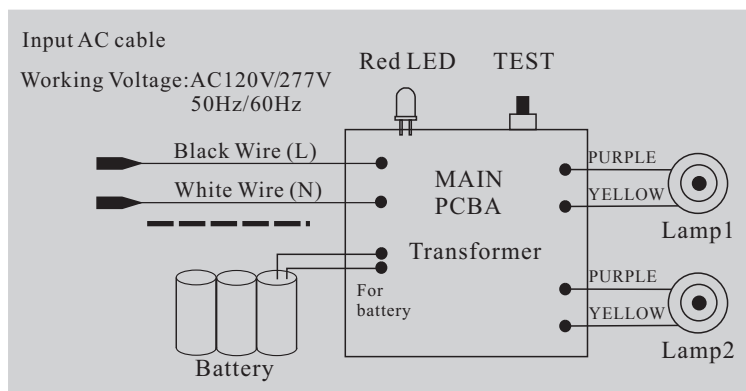 Input AC cable
Working Voltage:AC120V/277V
50Hz/60Hz
Red LED
TEST
Black Wire (L)
White Wire (N)
MAIN
PCBA
Transformer
For
battery
Battery
PURPLE
YELLOW
Lamp1
PURPLE
YELLOW
Lamp2